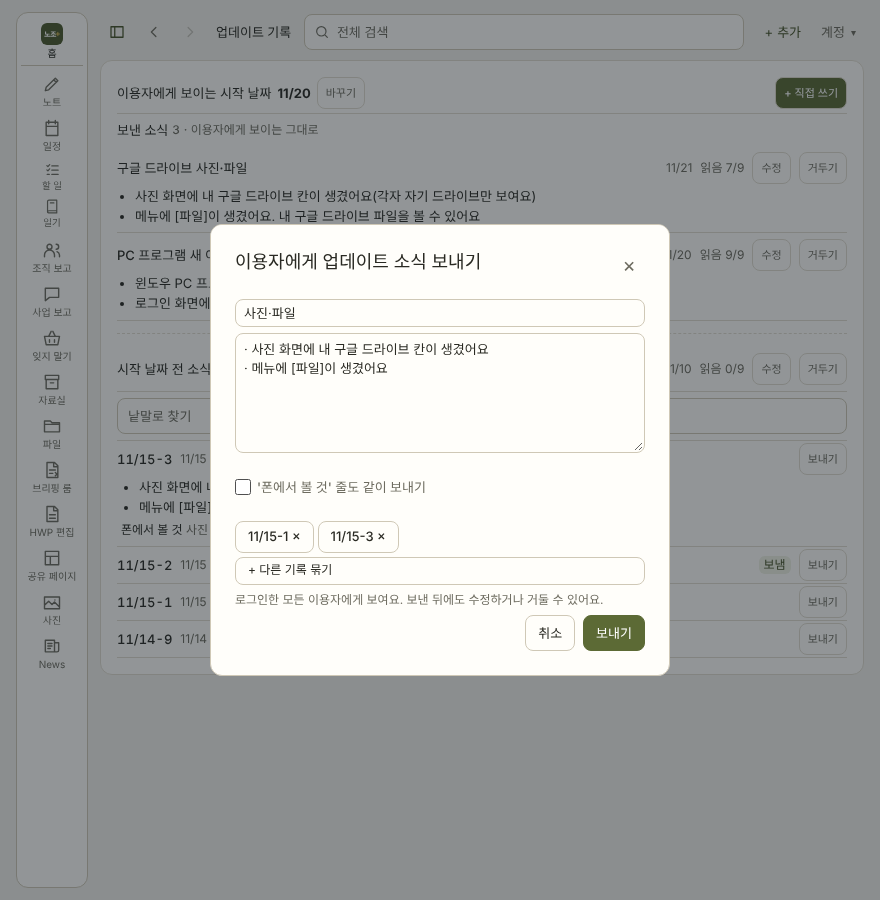 노조+
홈
노트
일정
할 일
일기
조직 보고
사업 보고
잊지 말기
자료실
파일
브리핑 룸
HWP 편집
공유 페이지
사진
News
업데이트 기록
전체 검색
+ 추가
계정 ▾
이용자에게 보이는 시작 날짜 11/20 바꾸기
+ 직접 쓰기
보낸 소식 3 · 이용자에게 보이는 그대로
구글 드라이브 사진·파일 11/21 읽음 7/9 수정 거두기
• 사진 화면에 내 구글 드라이브 칸이 생겼어요(각자 자기 드라이브만 보여요)
• 메뉴에 [파일]이 생겼어요. 내 구글 드라이브 파일을 볼 수 있어요
PC 프로그램 새 /20 읽음 9/9 수정 거두기
• 윈도우 PC 프
• 로그인 화면에
시작 날짜 전 소식 /10 읽음 0/9 수정 거두기
낱말로 찾기
11/15-3 11/15 보내기
• 사진 화면에
• 메뉴에 [파일]
폰에서 볼 것 사진
11/15-2 11/15 보냄 보내기
11/15-1 11/15 보내기
11/14-9 11/14 보내기
이용자에게 업데이트 소식 보내기
×
사진·파일
· 사진 화면에 내 구글 드라이브 칸이 생겼어요
· 메뉴에 [파일]이 생겼어요
'폰에서 볼 것' 줄도 같이 보내기
11/15-1 × 11/15-3 ×
+ 다른 기록 묶기
로그인한 모든 이용자에게 보여요. 보낸 뒤에도 수정하거나 거둘 수 있어요.
취소 보내기